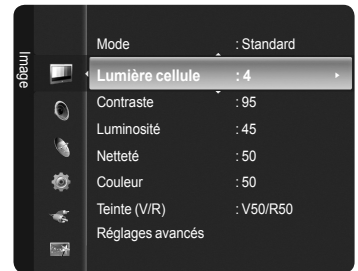 Image
Mode : Standard
Lumière cellule : 4
Contraste : 95
Luminosité : 45
Netteté : 50
Couleur : 50
Teinte (V/R) : V50/R50
Réglages avancés